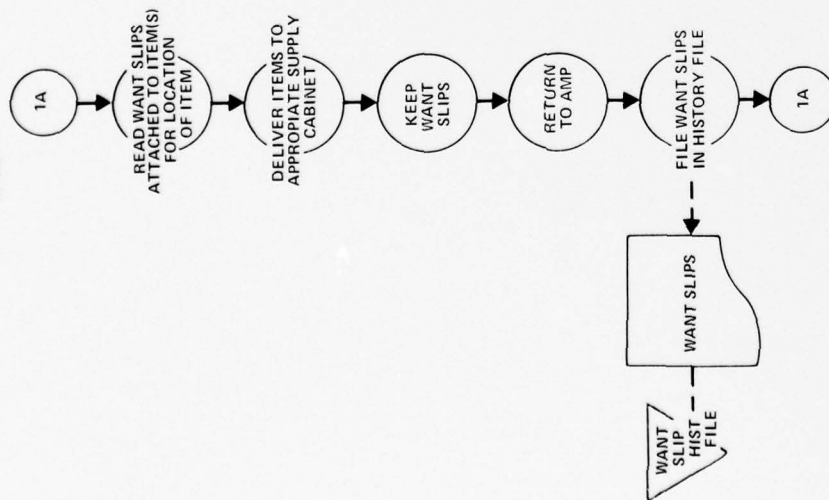 1A
READ WANT SLIPS
ATTACHED TO ITEM(S)
FOR LOCATION
OF ITEM
DELIVER ITEMS TO
APPROPIATE SUPPLY
CABINET
KEEP
WANT
SLIPS
RETURN
TO AMP
FILE WANT SLIPS
IN HISTORY FILE
1A
WANT SLIPS
WANT
SLIP
HIST
FILE